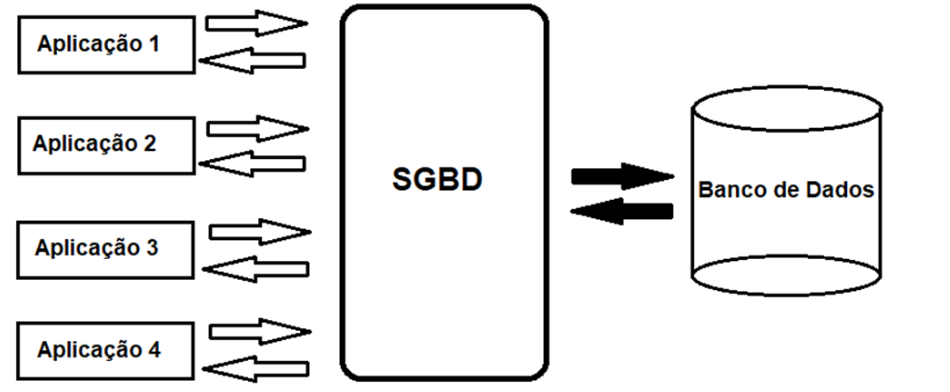 Aplicação 1
Aplicação 2
SGBD
Banco de Dados
Aplicação 3
Aplicação 4